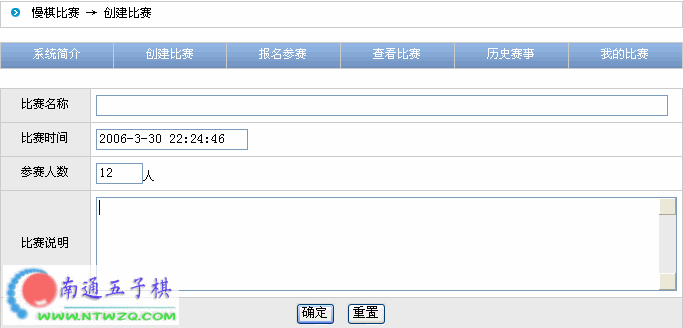 慢棋比赛 → 创建比赛
系统简介 创建比赛 报名参赛 查看比赛 历史赛事 我的比赛
比赛名称
比赛时间 2006-3-30 22:24:46
参赛人数 12 人
比赛说明
南通五子棋
WWW.NTWZQ.COM
确定 重置